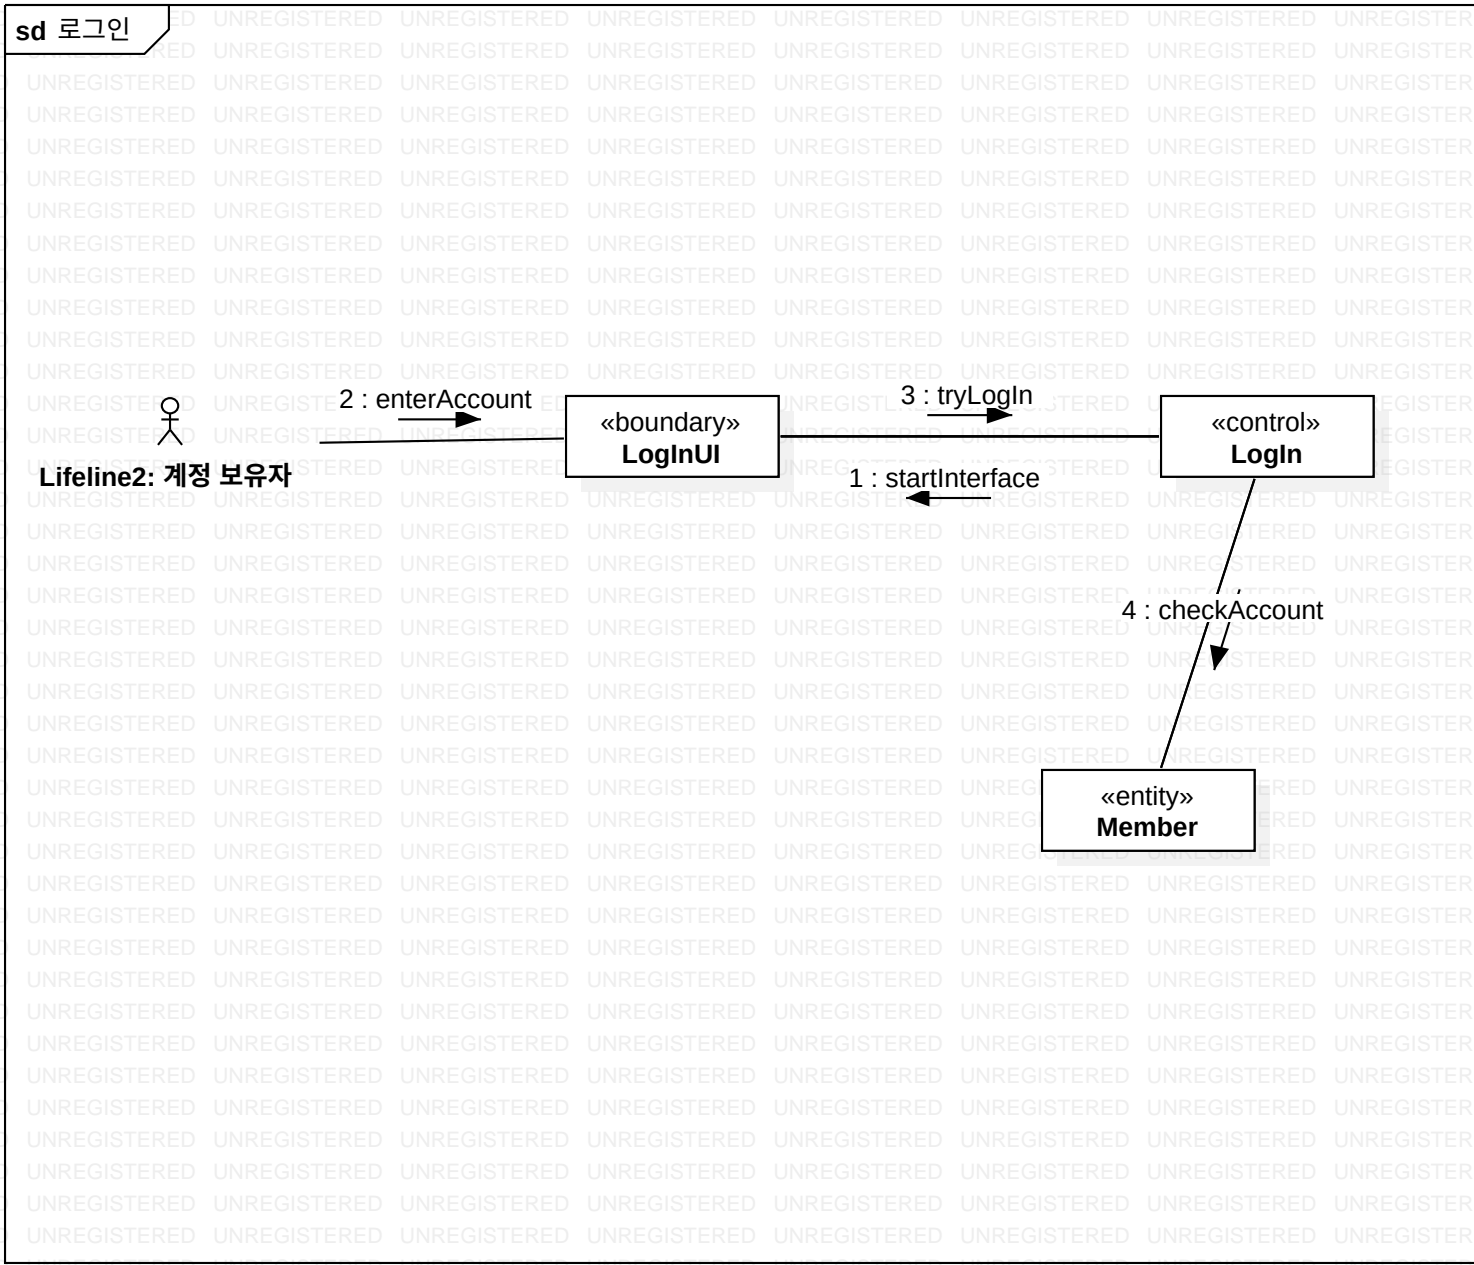 sd 로그인
2 : enterAccount
3 : tryLogIn
«boundary»
LogInUI
«control»
LogIn
Lifeline2: 계정 보유자
1 : startInterface
4 : checkAccount
«entity»
Member
UNREGISTERED